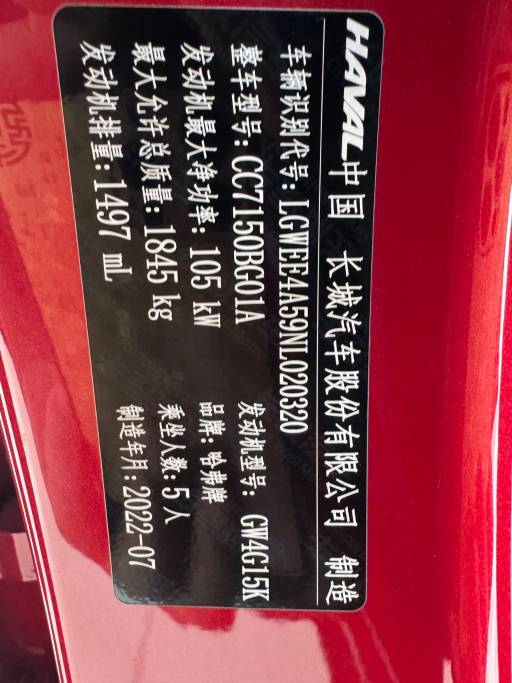 HAVAL 中国 长城汽车股份有限公司 制造
车辆识别代号:LGWEE4A59NL020320
整车型号:CC7150BG01A 发动机型号: GW4G15K
发动机最大净功率: 105 kW 品牌:哈弗牌
最大允许总质量: 1845 kg 乘坐人数:5人
发动机排量:1497 mL 制造年月:2022-07